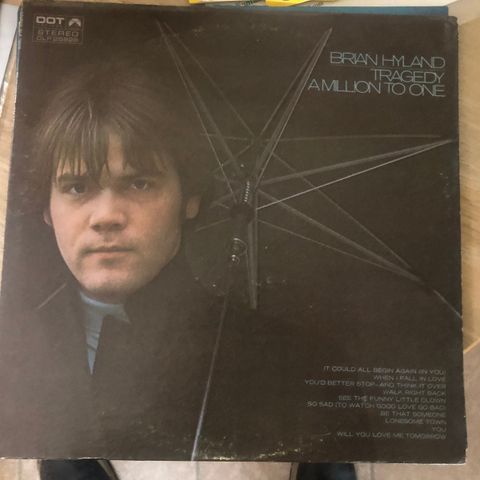 DOT
STEREO
DLP 25926
BRIAN HYLAND
TRAGEDY
A MILLION TO ONE
(IT COULD ALL BEGIN AGAIN (IN YOU)
WHEN I FALL IN LOVE
YOU'D BETTER STOP—AND THINK IT OVER
WALK RIGHT BACK
SEE THE FUNNY LITTLE CLOWN
SO SAD (TO WATCH GOOD LOVE GO BAD)
BE THAT SOMEONE
LONESOME TOWN
YOU
WILL YOU LOVE ME TOMORROW